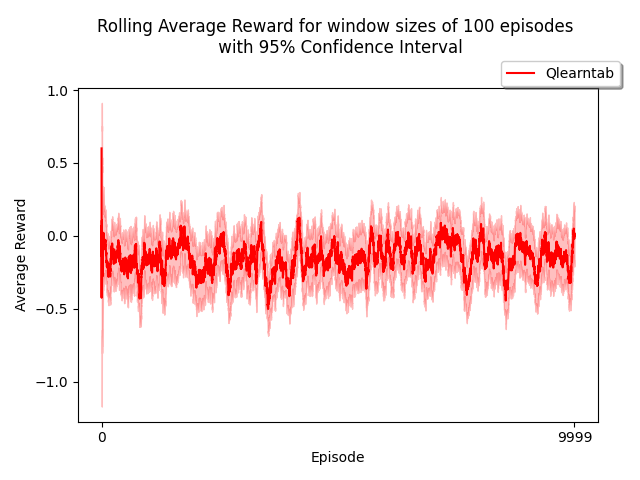 Rolling Average Reward for window sizes of 100 episodes
with 95% Confidence Interval
Qlearntab
1.0
0.5
0.0
−0.5
−1.0
Average Reward
0
9999
Episode